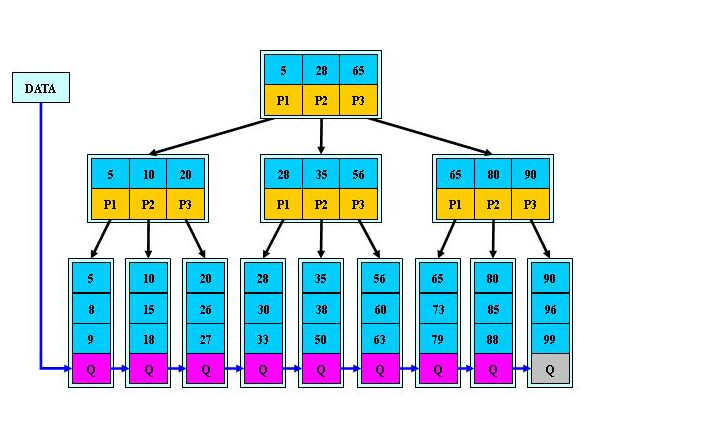 5 28 65
DATA
P1 P2 P3
5 10 20 28 35 56 65 80 90
P1 P2 P3 P1 P2 P3 P1 P2 P3
5 10 20 28 35 56 65 80 90
8 15 26 30 38 60 73 85 96
9 18 27 33 50 63 79 88 99
Q Q Q Q Q Q Q Q Q